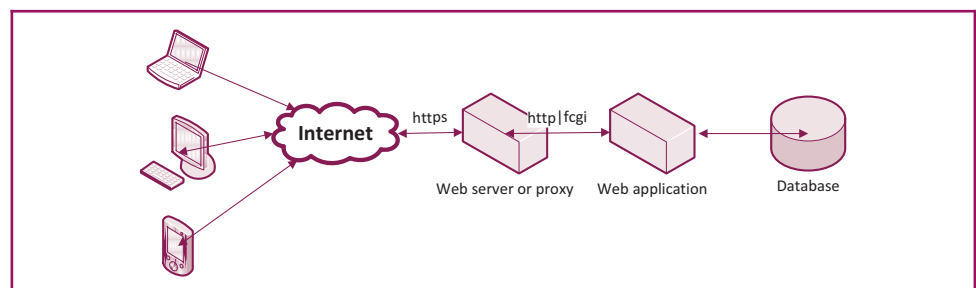 Internet
https
http|fcgi
Web server or proxy
Web application
Database